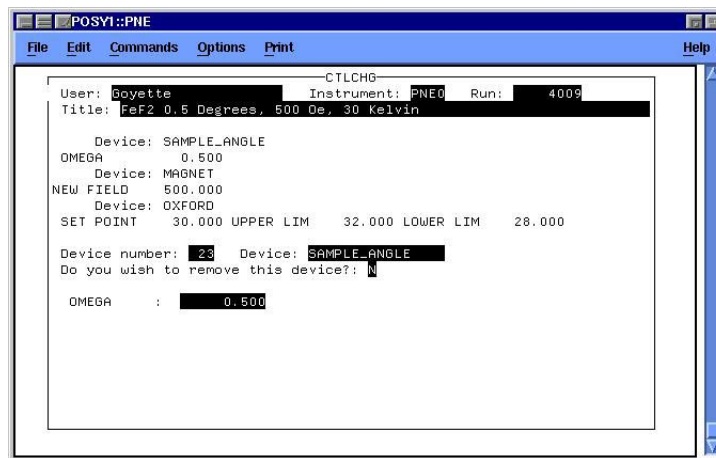 POSY1::PNE
File Edit Commands Options Print Help
CTLCHG
User: Goyette Instrument: PNE0 Run: 4009
Title: FeF2 0.5 Degrees, 500 Oe, 30 Kelvin
Device: SAMPLE_ANGLE
OMEGA 0.500
Device: MAGNET
NEW FIELD 500.000
Device: OXFORD
SET POINT 30.000 UPPER LIM 32.000 LOWER LIM 28.000
Device number: 23 Device: SAMPLE_ANGLE
Do you wish to remove this device?: N
OMEGA : 0.500